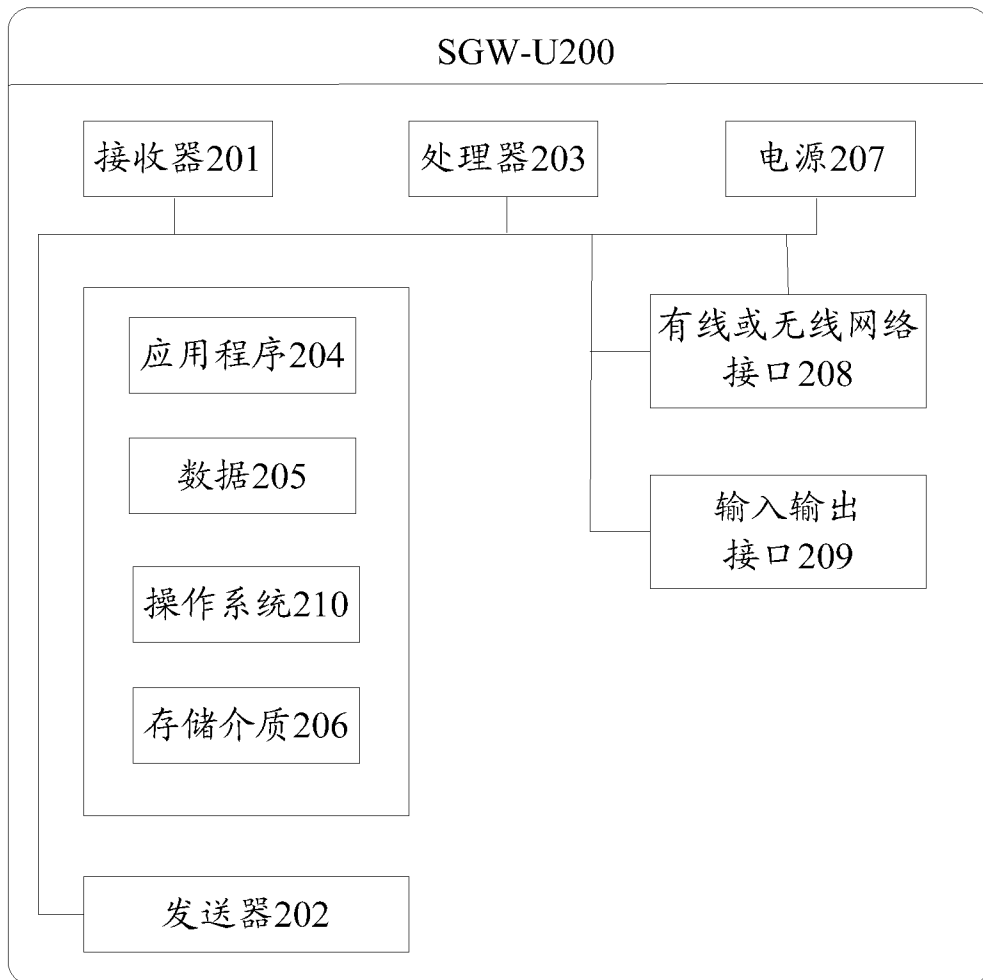 SGW-U200
接收器201
处理器203
电源207
应用程序204
数据205
操作系统210
存储介质206
有线或无线网络
接口208
输入输出
接口209
发送器202